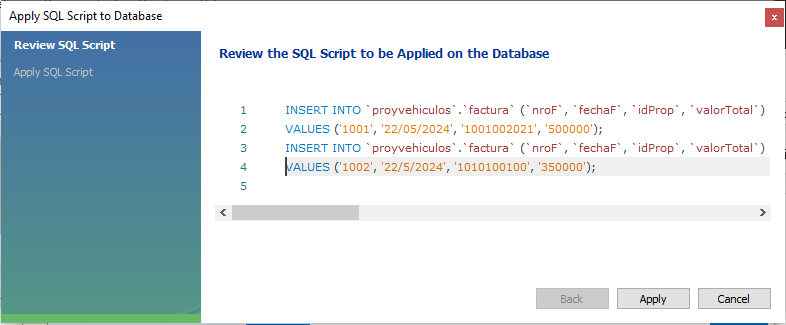 Apply SQL Script to Database
x
Review SQL Script
Apply SQL Script
Review the SQL Script to be Applied on the Database
1 INSERT INTO `proyvehiculos`.`factura` (`nroF`, `fechaF`, `idProp`, `valorTotal`)
2 VALUES ('1001', '22/05/2024', '1001002021', '500000');
3 INSERT INTO `proyvehiculos`.`factura` (`nroF`, `fechaF`, `idProp`, `valorTotal`)
4 VALUES ('1002', '22/5/2024', '1010100100', '350000');
5
Back Apply Cancel